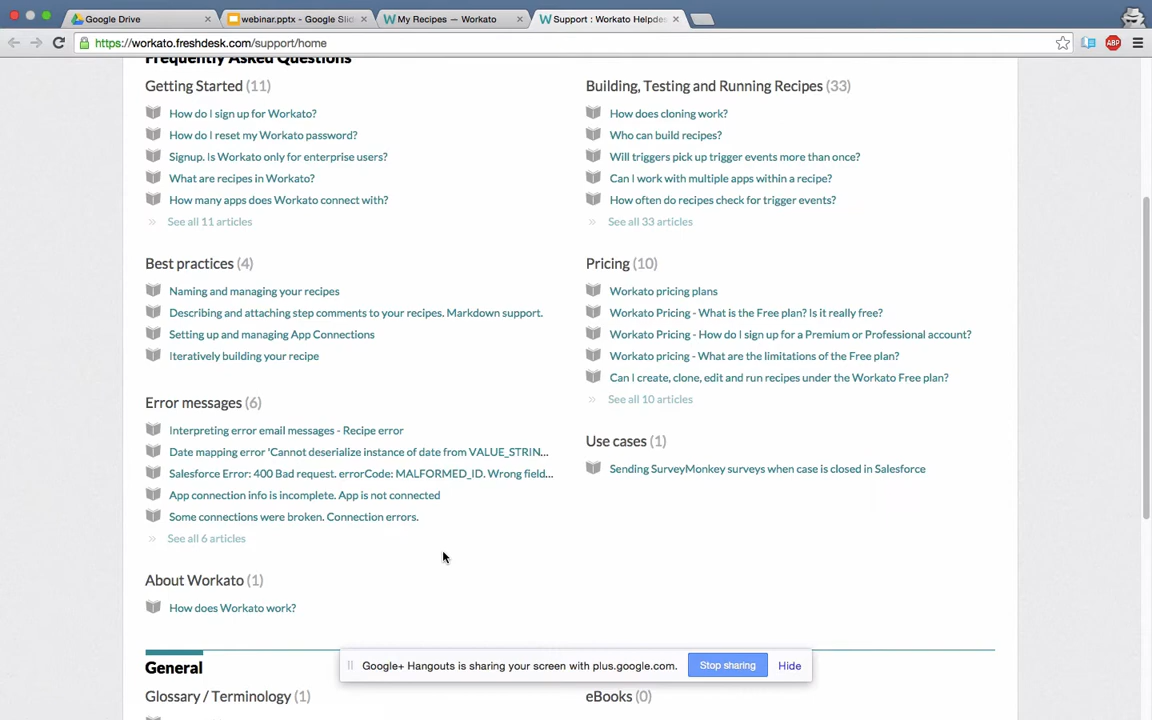 Google Drive
webinar.pptx - Google Slid
My Recipes — Workato
Support : Workato Helpdes
https://workato.freshdesk.com/support/home
ABP
Frequently Asked Questions
Getting Started (11)
How do I sign up for Workato?
How do I reset my Workato password?
Signup. Is Workato only for enterprise users?
What are recipes in Workato?
How many apps does Workato connect with?
See all 11 articles
Building, Testing and Running Recipes (33)
How does cloning work?
Who can build recipes?
Will triggers pick up trigger events more than once?
Can I work with multiple apps within a recipe?
How often do recipes check for trigger events?
See all 33 articles
Best practices (4)
Naming and managing your recipes
Describing and attaching step comments to your recipes. Markdown support.
Setting up and managing App Connections
Iteratively building your recipe
Pricing (10)
Workato pricing plans
Workato Pricing - What is the Free plan? Is it really free?
Workato Pricing - How do I sign up for a Premium or Professional account?
Workato pricing - What are the limitations of the Free plan?
Can I create, clone, edit and run recipes under the Workato Free plan?
See all 10 articles
Error messages (6)
Interpreting error email messages - Recipe error
Date mapping error 'Cannot deserialize instance of date from VALUE_STRIN...
Salesforce Error: 400 Bad request. errorCode: MALFORMED_ID. Wrong field...
App connection info is incomplete. App is not connected
Some connections were broken. Connection errors.
See all 6 articles
Use cases (1)
Sending SurveyMonkey surveys when case is closed in Salesforce
About Workato (1)
How does Workato work?
General
Google+ Hangouts is sharing your screen with plus.google.com.
Stop sharing
Hide
Glossary / Terminology (1)
eBooks (0)